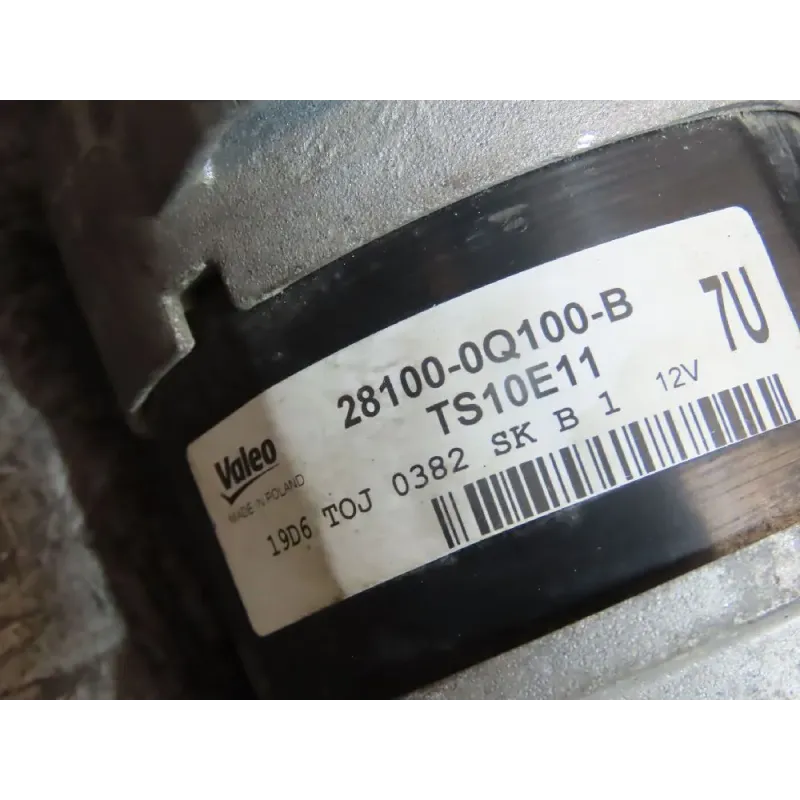 28100-0Q100-B
7U
TS10E11
12V
Valeo
MADE IN POLAND
19D6 TOJ 0382 SK B 1